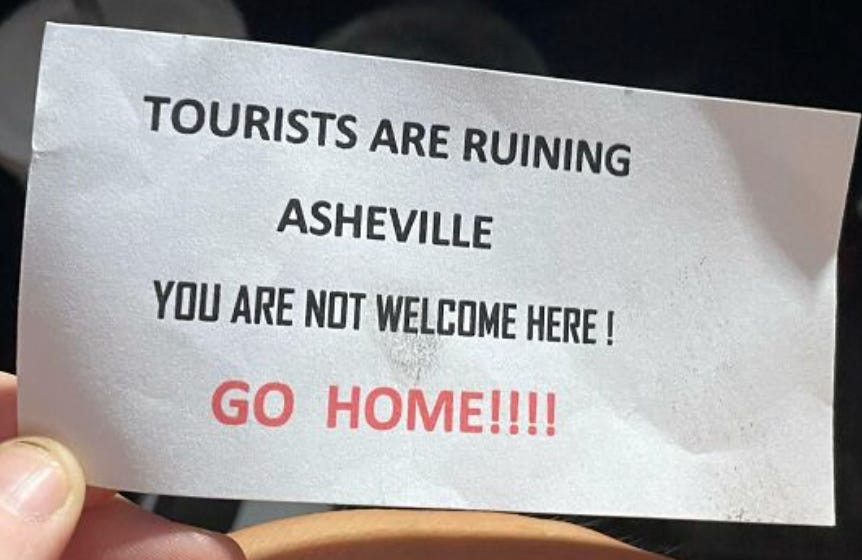 TOURISTS ARE RUINING
ASHEVILLE
YOU ARE NOT WELCOME HERE !
GO HOME!!!!